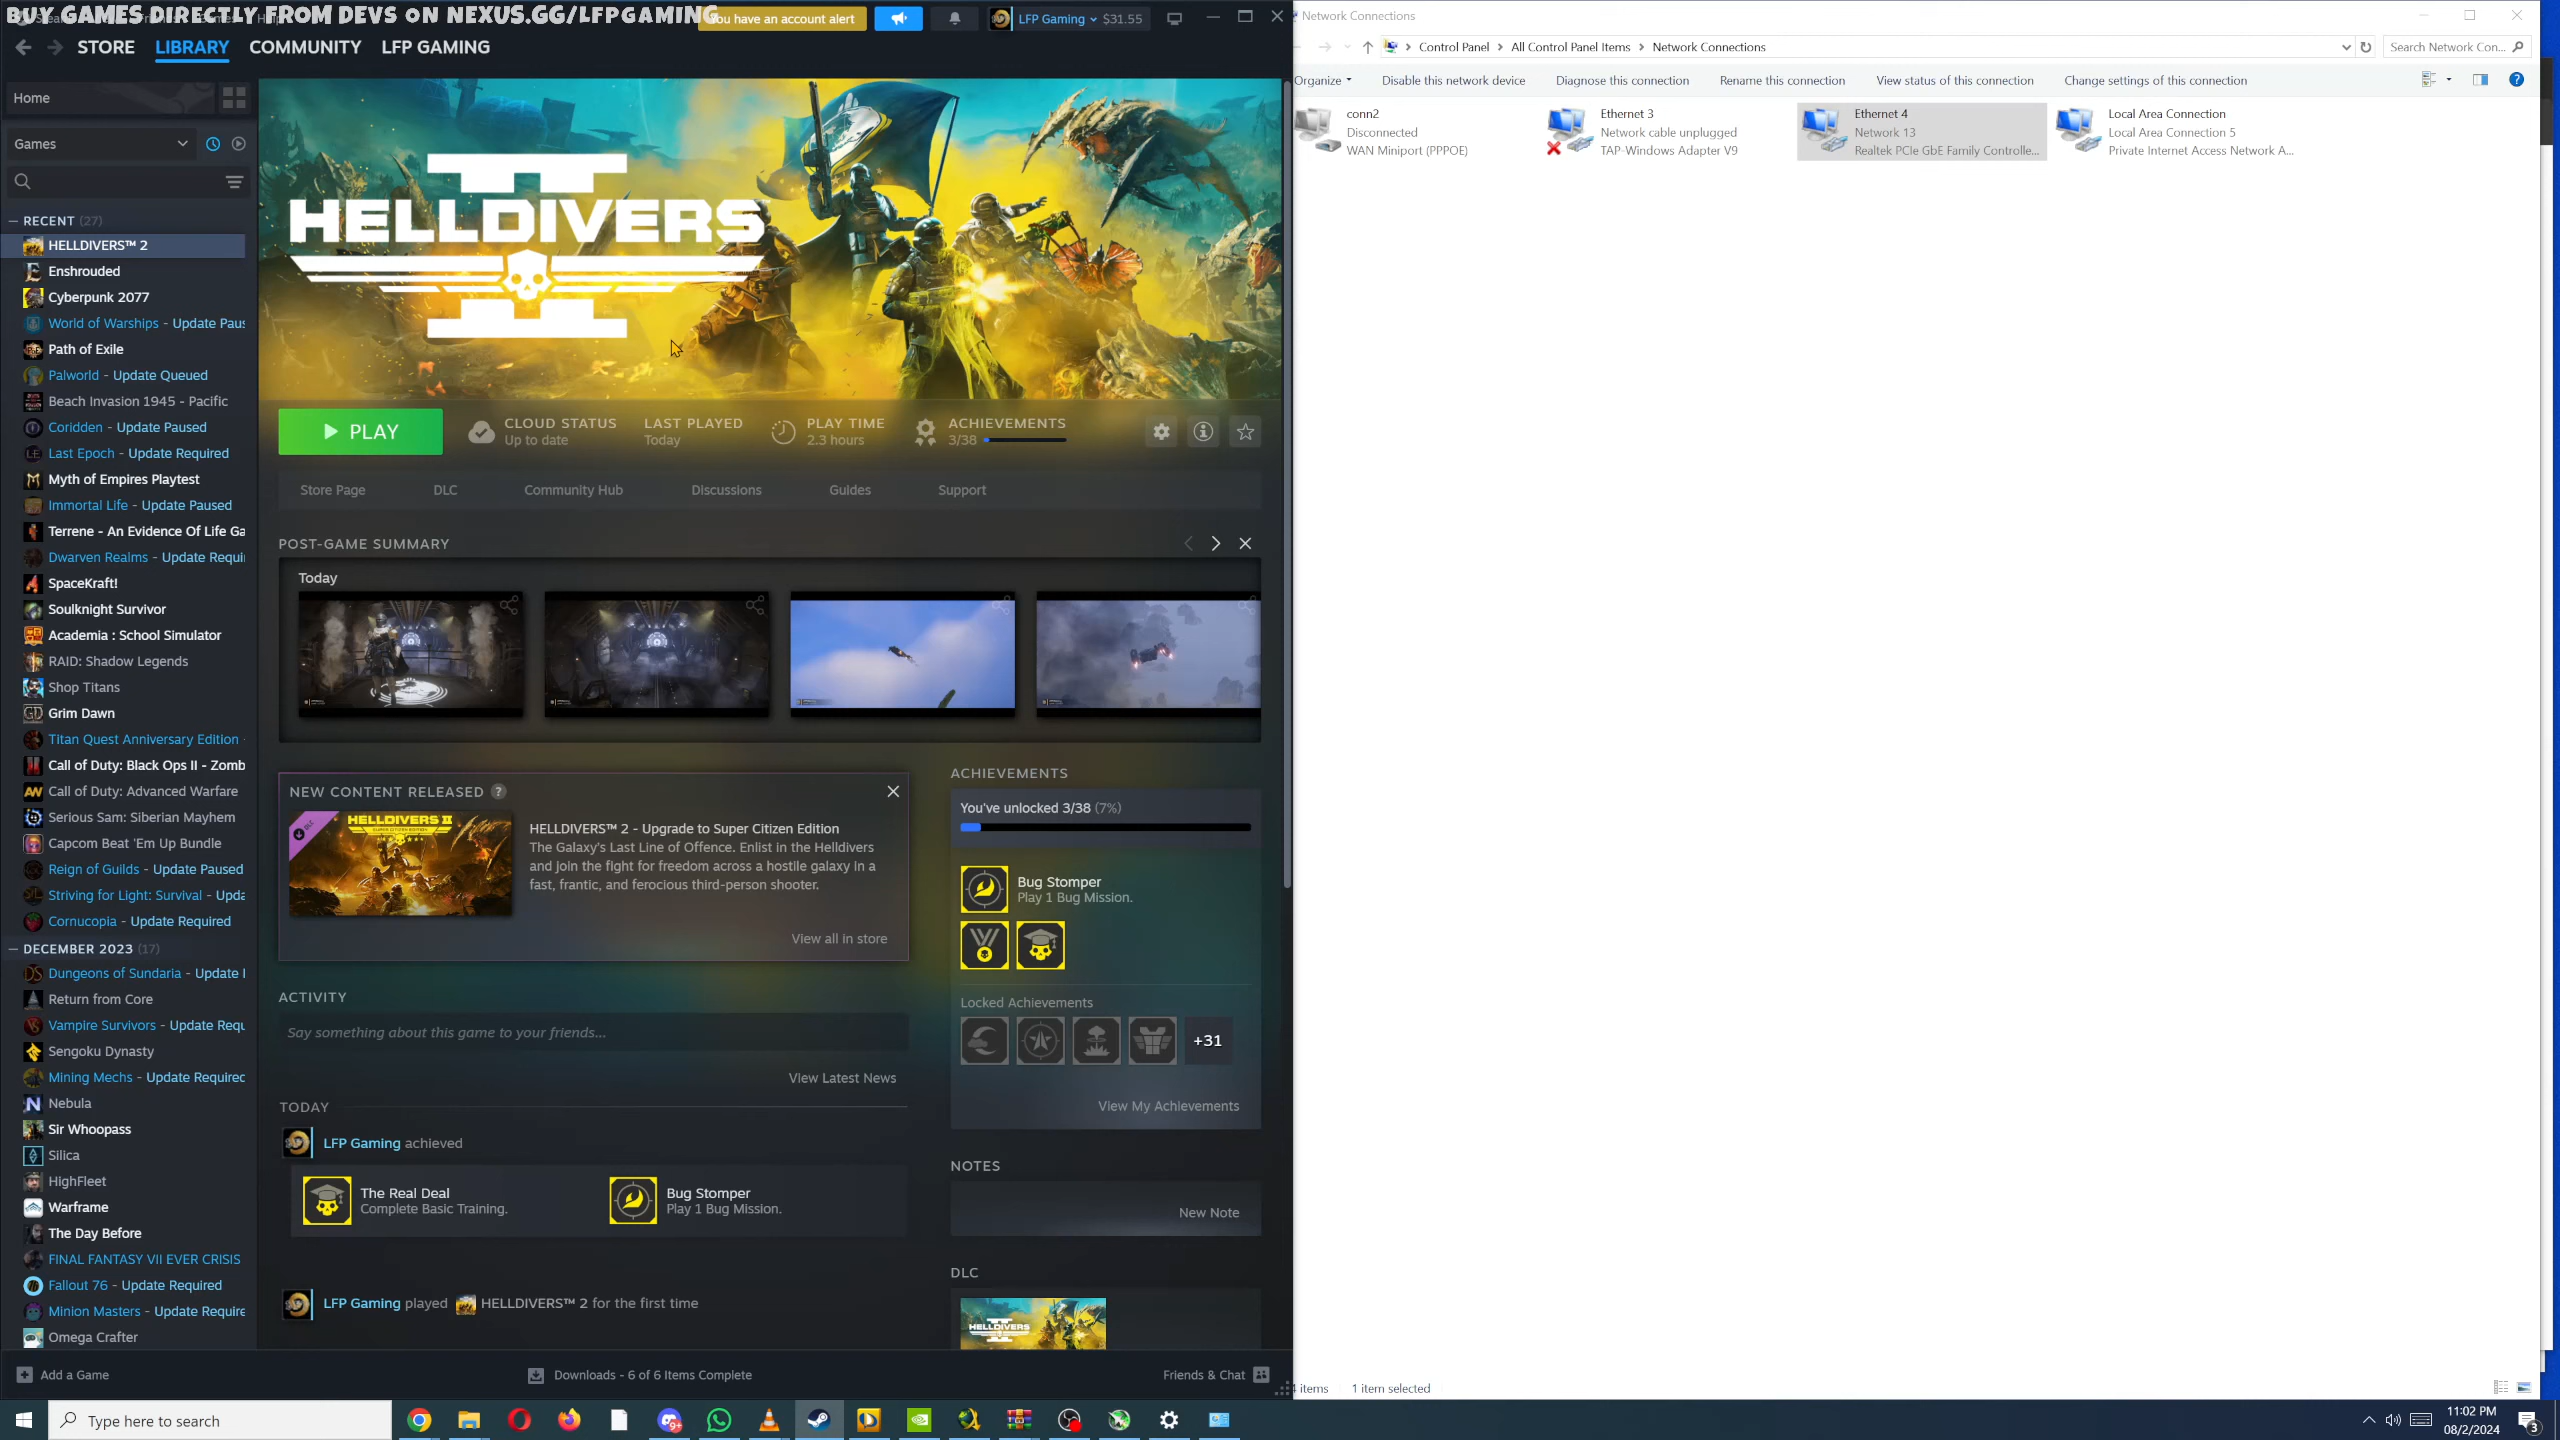 BUY GAMES DIRECTLY FROM DEVS ON NEXUS.GG/LFPGAMING
You have an account alert
LFP Gaming
$31.55
STORE
LIBRARY
COMMUNITY
LFP GAMING
Home
Games
RECENT (27)
HELLDIVERS™ 2
Enshrouded
Cyberpunk 2077
World of Warships - Update Paus
Path of Exile
Palworld - Update Queued
Beach Invasion 1945 - Pacific
Coridden - Update Paused
Last Epoch - Update Required
Myth of Empires Playtest
Immortal Life - Update Paused
Terrene - An Evidence Of Life Ga
Dwarven Realms - Update Requi
SpaceKraft!
Soulknight Survivor
Academia : School Simulator
RAID: Shadow Legends
Shop Titans
Grim Dawn
Titan Quest Anniversary Edition -
Call of Duty: Black Ops II - Zomb
Call of Duty: Advanced Warfare
Serious Sam: Siberian Mayhem
Capcom Beat 'Em Up Bundle
Reign of Guilds - Update Paused
Striving for Light: Survival - Upda
Cornucopia - Update Required
DECEMBER 2023 (17)
Dungeons of Sundaria - Update I
Return from Core
Vampire Survivors - Update Requ
Sengoku Dynasty
Mining Mechs - Update Required
Nebula
Sir Whoopass
Silica
HighFleet
Warframe
The Day Before
FINAL FANTASY VII EVER CRISIS
Fallout 76 - Update Required
Minion Masters - Update Require
Omega Crafter
Add a Game
II
HELLDIVERS
PLAY
CLOUD STATUS
Up to date
LAST PLAYED
Today
PLAY TIME
2.3 hours
ACHIEVEMENTS
3/38
Store Page
DLC
Community Hub
Discussions
Guides
Support
POST-GAME SUMMARY
Today
NEW CONTENT RELEASED ?
DLC
HELLDIVERS II
HELLDIVERS™ 2 - Upgrade to Super Citizen Edition
The Galaxy's Last Line of Offence. Enlist in the Helldivers
and join the fight for freedom across a hostile galaxy in a
fast, frantic, and ferocious third-person shooter.
View all in store
ACTIVITY
Say something about this game to your friends...
View Latest News
TODAY
LFP Gaming achieved
The Real Deal
Complete Basic Training.
Bug Stomper
Play 1 Bug Mission.
LFP Gaming played HELLDIVERS™ 2 for the first time
ACHIEVEMENTS
You've unlocked 3/38 (7%)
Bug Stomper
Play 1 Bug Mission.
Locked Achievements
+31
View My Achievements
NOTES
New Note
DLC
HELLDIVERS
Downloads - 6 of 6 Items Complete
Friends & Chat
Network Connections
Control Panel
All Control Panel Items
Network Connections
Search Network Con...
Organize
Disable this network device
Diagnose this connection
Rename this connection
View status of this connection
Change settings of this connection
conn2
Disconnected
WAN Miniport (PPPOE)
Ethernet 3
Network cable unplugged
TAP-Windows Adapter V9
Ethernet 4
Network 13
Realtek PCIe GbE Family Controlle...
Local Area Connection
Local Area Connection 5
Private Internet Access Network A...
4 items
1 item selected
Type here to search
9+
11:02 PM
08/2/2024
3